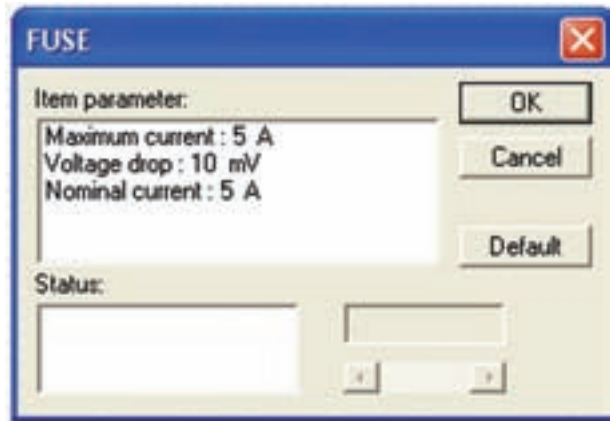 FUSE
Item parameter:
Maximum current : 5 A
Voltage drop : 10 mV
Nominal current : 5 A
OK
Cancel
Default
Status: